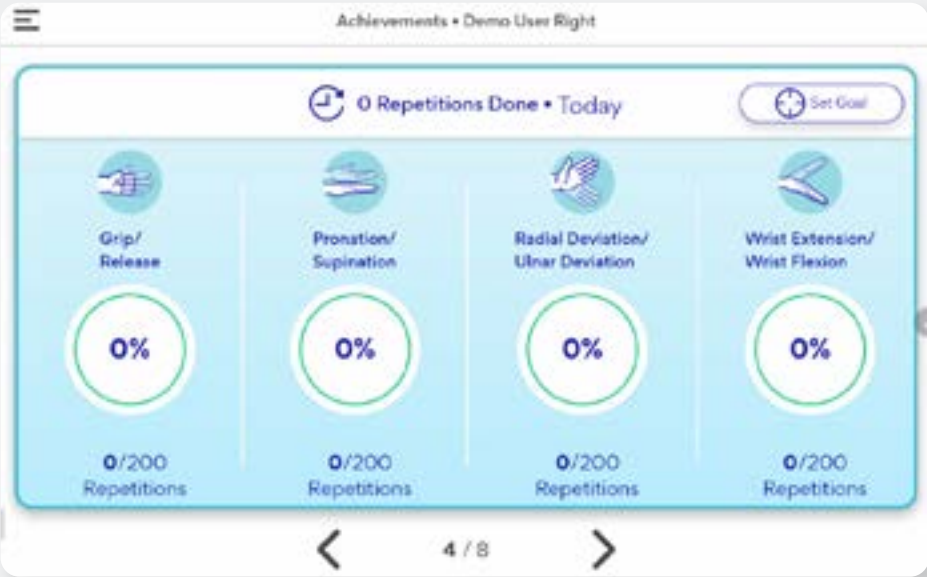 Achievements • Demo User Right
0 Repetitions Done • Today
Set Goal
Grip/
Release
Pronation/
Supination
Radial Deviation/
Ulnar Deviation
Wrist Extension/
Wrist Flexion
0%
0%
0%
0%
0/200
Repetitions
0/200
Repetitions
0/200
Repetitions
0/200
Repetitions
4 / 8